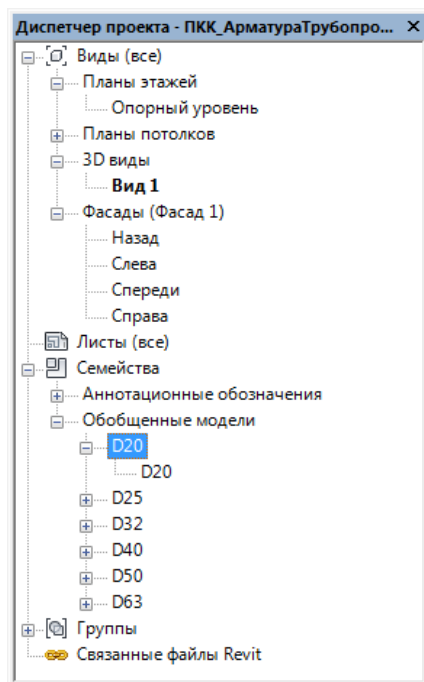 Диспетчер проекта - ПКК_АрматураТрубопро...
Виды (все)
Планы этажей
Опорный уровень
Планы потолков
3D виды
Вид 1
Фасады (Фасад 1)
Назад
Слева
Спереди
Справа
Листы (все)
Семейства
Аннотационные обозначения
Обобщенные модели
D20
D20
D25
D32
D40
D50
D63
Группы
Связанные файлы Revit